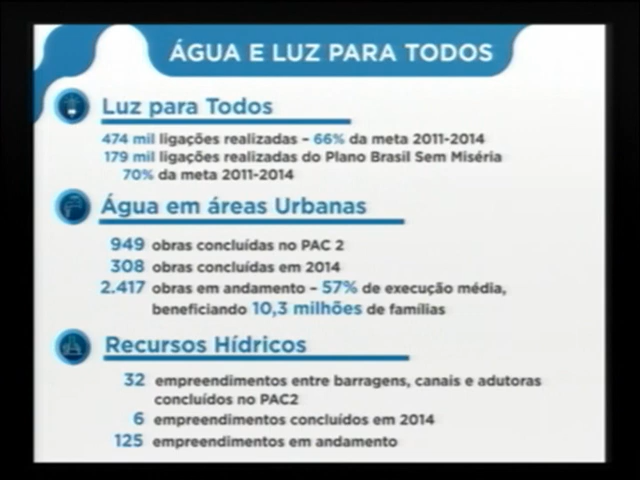 ÁGUA E LUZ PARA TODOS
Luz para Todos
474 mil ligações realizadas – 66% da meta 2011-2014
179 mil ligações realizadas do Plano Brasil Sem Miséria
70% da meta 2011-2014
Água em áreas Urbanas
949 obras concluídas no PAC 2
308 obras concluídas em 2014
2.417 obras em andamento – 57% de execução média,
beneficiando 10,3 milhões de famílias
Recursos Hídricos
32 empreendimentos entre barragens, canais e adutoras
concluídos no PAC2
6 empreendimentos concluídos em 2014
125 empreendimentos em andamento